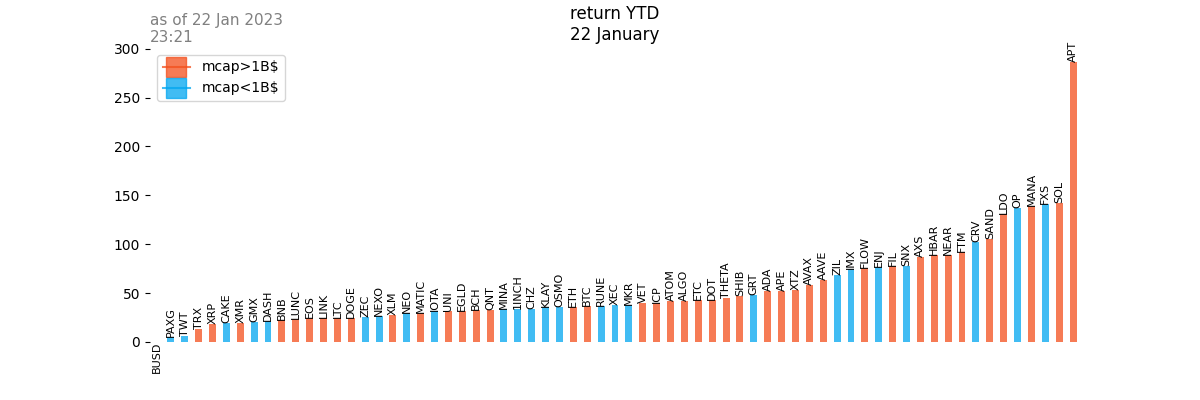 as of 22 Jan 2023
23:21
return YTD
22 January
mcap>1B$
mcap<1B$
300
250
200
150
100
50
0
BUSD
PAXG
TWT
TRX
XRP
CAKE
XMR
GMX
DASH
BNB
LUNC
EOS
LINK
LTC
DOGE
ZEC
NEXO
XLM
NEO
MATIC
IOTA
UNI
EGLD
BCH
QNT
MINA
1INCH
CHZ
KLAY
OSMO
ETH
BTC
RUNE
XEC
MKR
VET
ICP
ATOM
ALGO
ETC
DOT
THETA
SHIB
GRT
ADA
APE
XTZ
AVAX
AAVE
ZIL
IMX
FLOW
ENJ
FIL
SNX
AXS
HBAR
NEAR
FTM
CRV
SAND
LDO
OP
MANA
FXS
SOL
APT